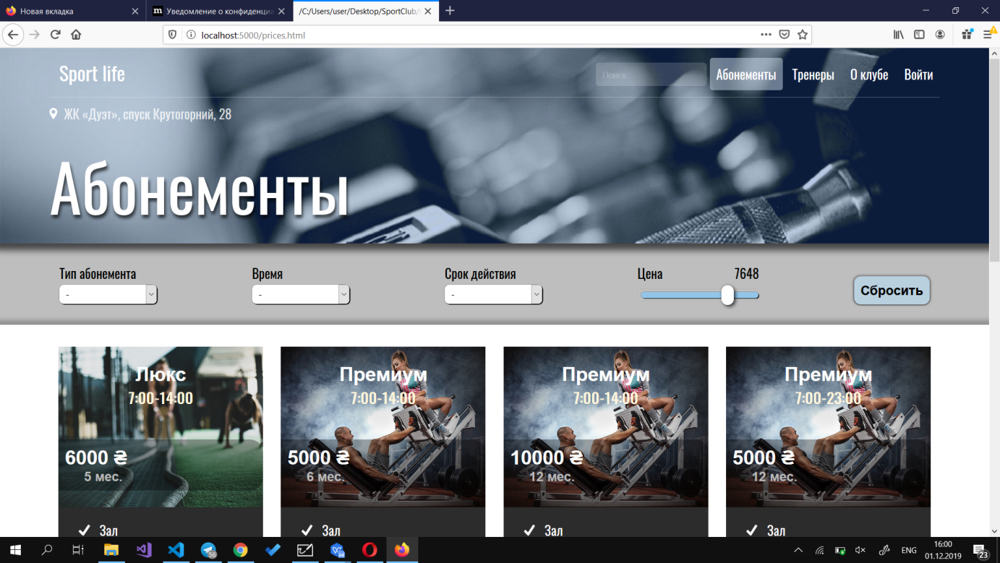 Новая вкладка
Уведомление о конфиденциа
/C:/Users/user/Desktop/SportClub/
localhost:5000/prices.html
Sport life
Поиск
Абонементы
Тренеры
О клубе
Войти
ЖК «Дуэт», спуск Крутогорний, 28
Абонементы
Тип абонемента
Время
Срок действия
Цена
7648
-
-
-
Сбросить
Люкс
7:00-14:00
6000 ₴
5 мес.
Зал
Премиум
7:00-14:00
5000 ₴
6 мес.
Зал
Премиум
7:00-14:00
10000 ₴
12 мес.
Зал
Премиум
7:00-23:00
5000 ₴
12 мес.
Зал
56
ENG
16:00
01.12.2019
23